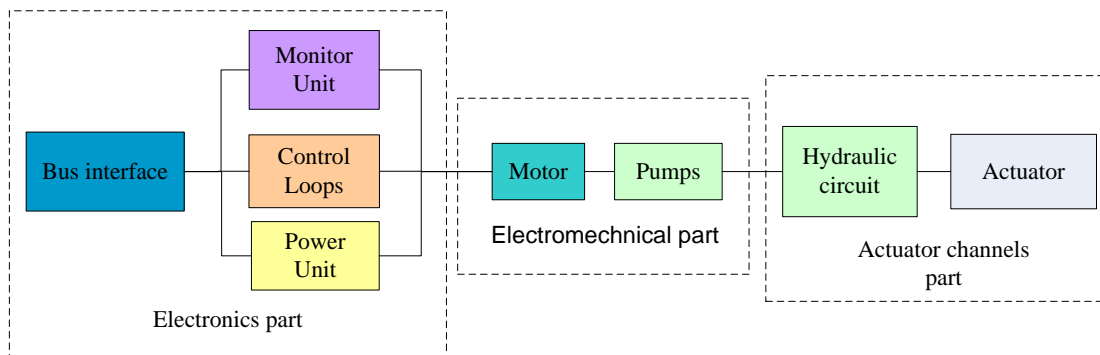 Monitor
Unit
Bus interface
Control
Loops
Power
Unit
Electronics part
Motor
Pumps
Electromechnical part
Hydraulic
circuit
Actuator
Actuator channels
part